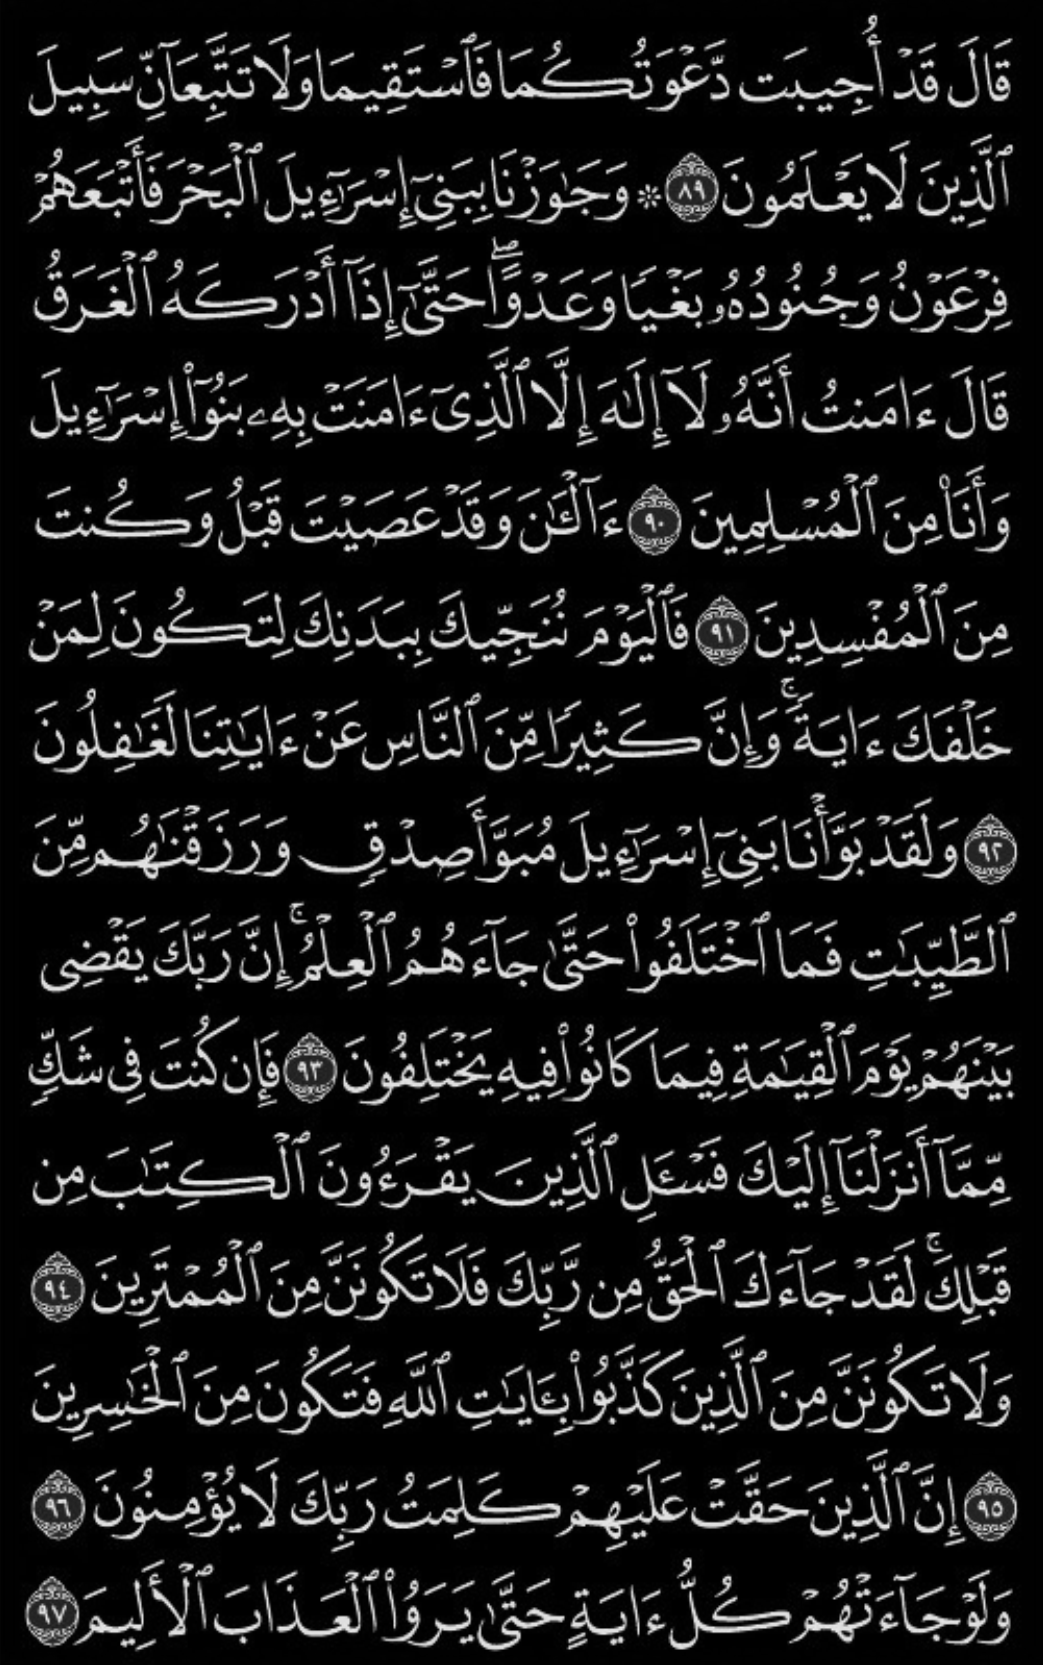 قَالَ قَدْ أُجِيبَت دَّعْوَتُكُمَا فَٱسْتَقِيمَا وَلَا تَتَّبِعَآنِّ سَبِيلَ
ٱلَّذِينَ لَا يَعْلَمُونَ ٨٩ ۞ وَجَٰوَزْنَا بِبَنِىٓ إِسْرَٰٓءِيلَ ٱلْبَحْرَ فَأَتْبَعَهُمْ
فِرْعَوْنُ وَجُنُودُهُۥ بَغْيًا وَعَدْوًا ۖ حَتَّىٰٓ إِذَآ أَدْرَكَهُ ٱلْغَرَقُ
قَالَ ءَامَنتُ أَنَّهُۥ لَآ إِلَٰهَ إِلَّا ٱلَّذِىٓ ءَامَنَتْ بِهِۦ بَنُوٓا۟ إِسْرَٰٓءِيلَ
وَأَنَا۠ مِنَ ٱلْمُسْلِمِينَ ٩٠ ءَآلْـَٰٔنَ وَقَدْ عَصَيْتَ قَبْلُ وَكُنتَ
مِنَ ٱلْمُفْسِدِينَ ٩١ فَٱلْيَوْمَ نُنَجِّيكَ بِبَدَنِكَ لِتَكُونَ لِمَنْ
خَلْفَكَ ءَايَةً ۚ وَإِنَّ كَثِيرًا مِّنَ ٱلنَّاسِ عَنْ ءَايَٰتِنَا لَغَٰفِلُونَ
٩٢ وَلَقَدْ بَوَّأْنَا بَنِىٓ إِسْرَٰٓءِيلَ مُبَوَّأَ صِدْقٍ وَرَزَقْنَٰهُم مِّنَ
ٱلطَّيِّبَٰتِ فَمَا ٱخْتَلَفُوا۟ حَتَّىٰ جَآءَهُمُ ٱلْعِلْمُ ۚ إِنَّ رَبَّكَ يَقْضِى
بَيْنَهُمْ يَوْمَ ٱلْقِيَٰمَةِ فِيمَا كَانُوا۟ فِيهِ يَخْتَلِفُونَ ٩٣ فَإِن كُنتَ فِى شَكٍّ
مِّمَّآ أَنزَلْنَآ إِلَيْكَ فَسْـَٔلِ ٱلَّذِينَ يَقْرَءُونَ ٱلْكِتَٰبَ مِن
قَبْلِكَ ۚ لَقَدْ جَآءَكَ ٱلْحَقُّ مِن رَّبِّكَ فَلَا تَكُونَنَّ مِنَ ٱلْمُمْتَرِينَ ٩٤
وَلَا تَكُونَنَّ مِنَ ٱلَّذِينَ كَذَّبُوا۟ بِـَٔايَٰتِ ٱللَّهِ فَتَكُونَ مِنَ ٱلْخَٰسِرِينَ
٩٥ إِنَّ ٱلَّذِينَ حَقَّتْ عَلَيْهِمْ كَلِمَتُ رَبِّكَ لَا يُؤْمِنُونَ ٩٦
وَلَوْ جَآءَتْهُمْ كُلُّ ءَايَةٍ حَتَّىٰ يَرَوُا۟ ٱلْعَذَابَ ٱلْأَلِيمَ ٩٧